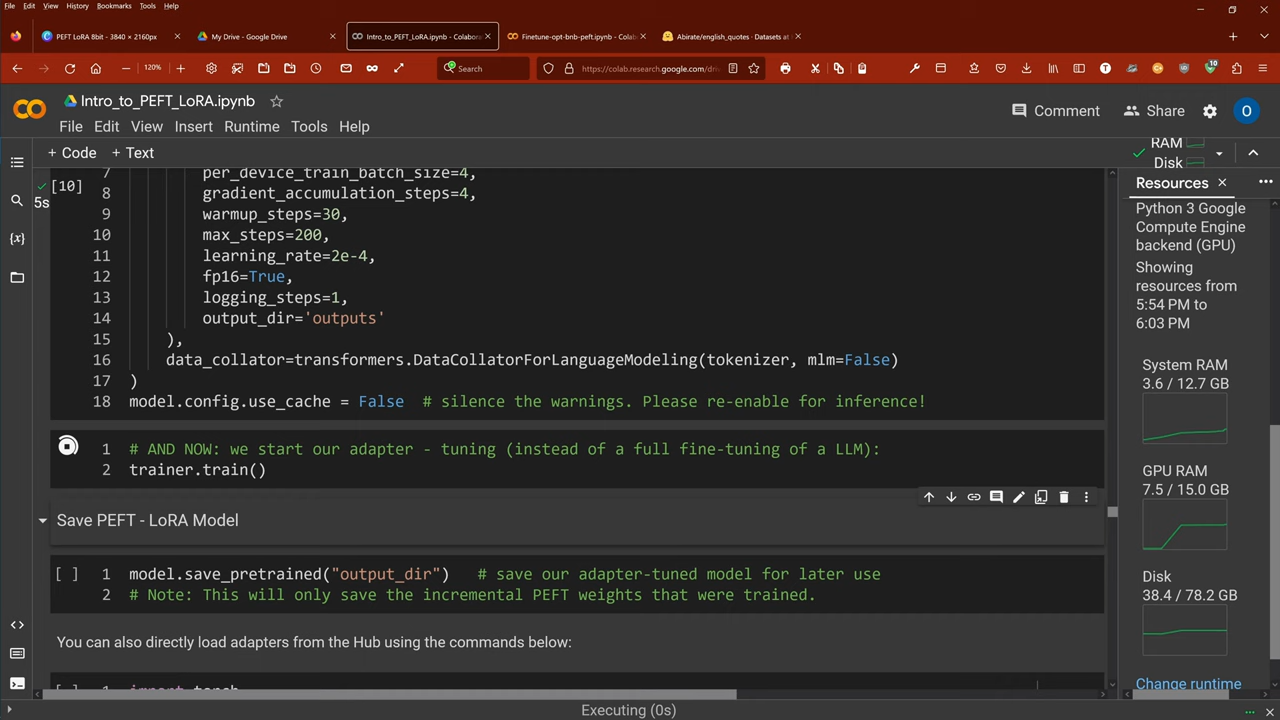 File Edit View History Bookmarks Tools Help
PEFT LoRA 8bit - 3840 × 2160px
My Drive - Google Drive
Intro_to_PEFT_LoRA.ipynb - Colabora
Finetune-opt-bnb-peft.ipynb - Colab
Abirate/english_quotes · Datasets at
120%
Search
https://colab.research.google.com/dr
10
Intro_to_PEFT_LoRA.ipynb
Comment
Share
O
File Edit View Insert Runtime Tools Help
+ Code + Text
RAM
Disk
[10]
5s
7 per_device_train_batch_size=4,
8 gradient_accumulation_steps=4,
9 warmup_steps=30,
10 max_steps=200,
11 learning_rate=2e-4,
12 fp16=True,
13 logging_steps=1,
14 output_dir='outputs'
15 ),
16 data_collator=transformers.DataCollatorForLanguageModeling(tokenizer, mlm=False)
17 )
18 model.config.use_cache = False # silence the warnings. Please re-enable for inference!
1 # AND NOW: we start our adapter - tuning (instead of a full fine-tuning of a LLM):
2 trainer.train()
Save PEFT - LoRA Model
[ ] 1 model.save_pretrained("output_dir") # save our adapter-tuned model for later use
2 # Note: This will only save the incremental PEFT weights that were trained.
You can also directly load adapters from the Hub using the commands below:
[ ] 1 import torch
Resources
Python 3 Google
Compute Engine
backend (GPU)
Showing
resources from
5:54 PM to
6:03 PM
System RAM
3.6 / 12.7 GB
GPU RAM
7.5 / 15.0 GB
Disk
38.4 / 78.2 GB
Change runtime
Executing (0s)